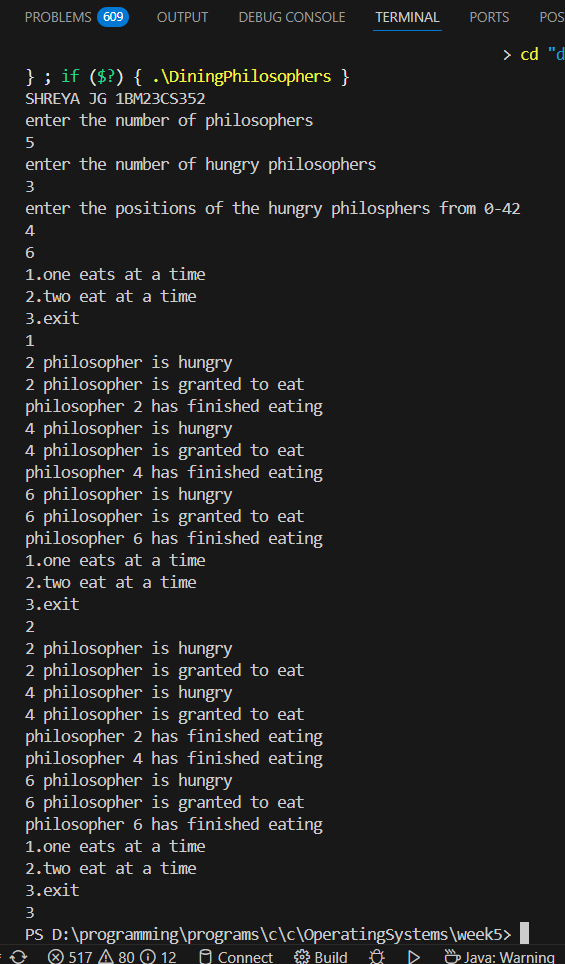 PROBLEMS 609 OUTPUT DEBUG CONSOLE TERMINAL PORTS POS
> cd "d
} ; if ($?) { .\DiningPhilosophers }
SHREYA JG 1BM23CS352
enter the number of philosophers
5
enter the number of hungry philosophers
3
enter the positions of the hungry philosphers from 0-42
4
6
1.one eats at a time
2.two eat at a time
3.exit
1
2 philosopher is hungry
2 philosopher is granted to eat
philosopher 2 has finished eating
4 philosopher is hungry
4 philosopher is granted to eat
philosopher 4 has finished eating
6 philosopher is hungry
6 philosopher is granted to eat
philosopher 6 has finished eating
1.one eats at a time
2.two eat at a time
3.exit
2
2 philosopher is hungry
2 philosopher is granted to eat
4 philosopher is hungry
4 philosopher is granted to eat
philosopher 2 has finished eating
philosopher 4 has finished eating
6 philosopher is hungry
6 philosopher is granted to eat
philosopher 6 has finished eating
1.one eats at a time
2.two eat at a time
3.exit
3
PS D:\programming\programs\c\c\OperatingSystems\week5>
517 80 12 Connect Build Java: Warning